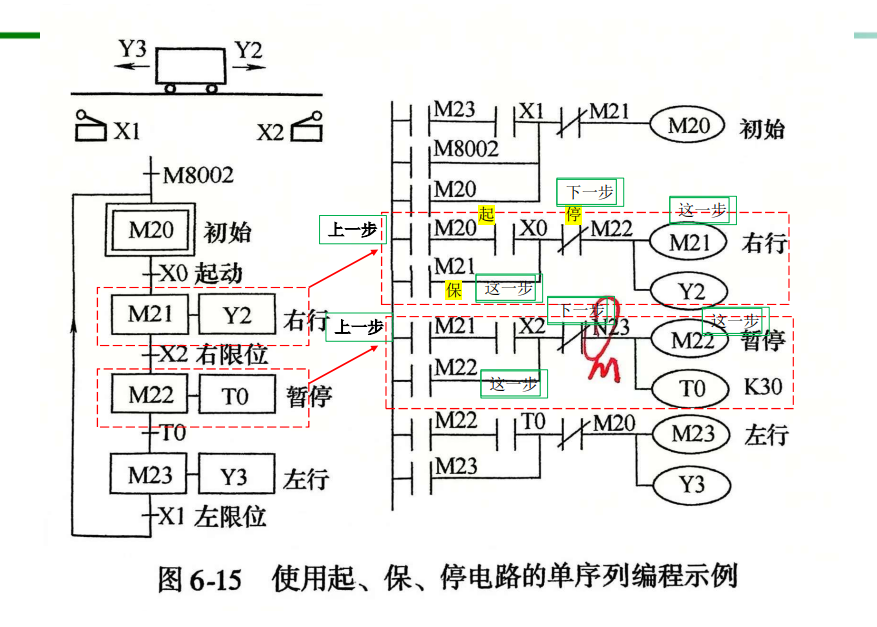 Y3 Y2
X1 X2
M8002
M20 初始
X0 起动
M21 Y2 右行
X2 右限位
M22 T0 暂停
T0
M23 Y3 左行
X1 左限位
M23 X1 M21 M20 初始
M8002
M20
下一步
起 停 这一步
上一步 M20 X0 M22 M21 右行
M21
保 这一步 Y2
下一步
上一步 M21 X2 N23 这一步
M
M22 暂停
M22 这一步 T0 K30
M22 T0 M20 M23 左行
M23 Y3
图 6-15 使用起、保、停电路的单序列编程示例